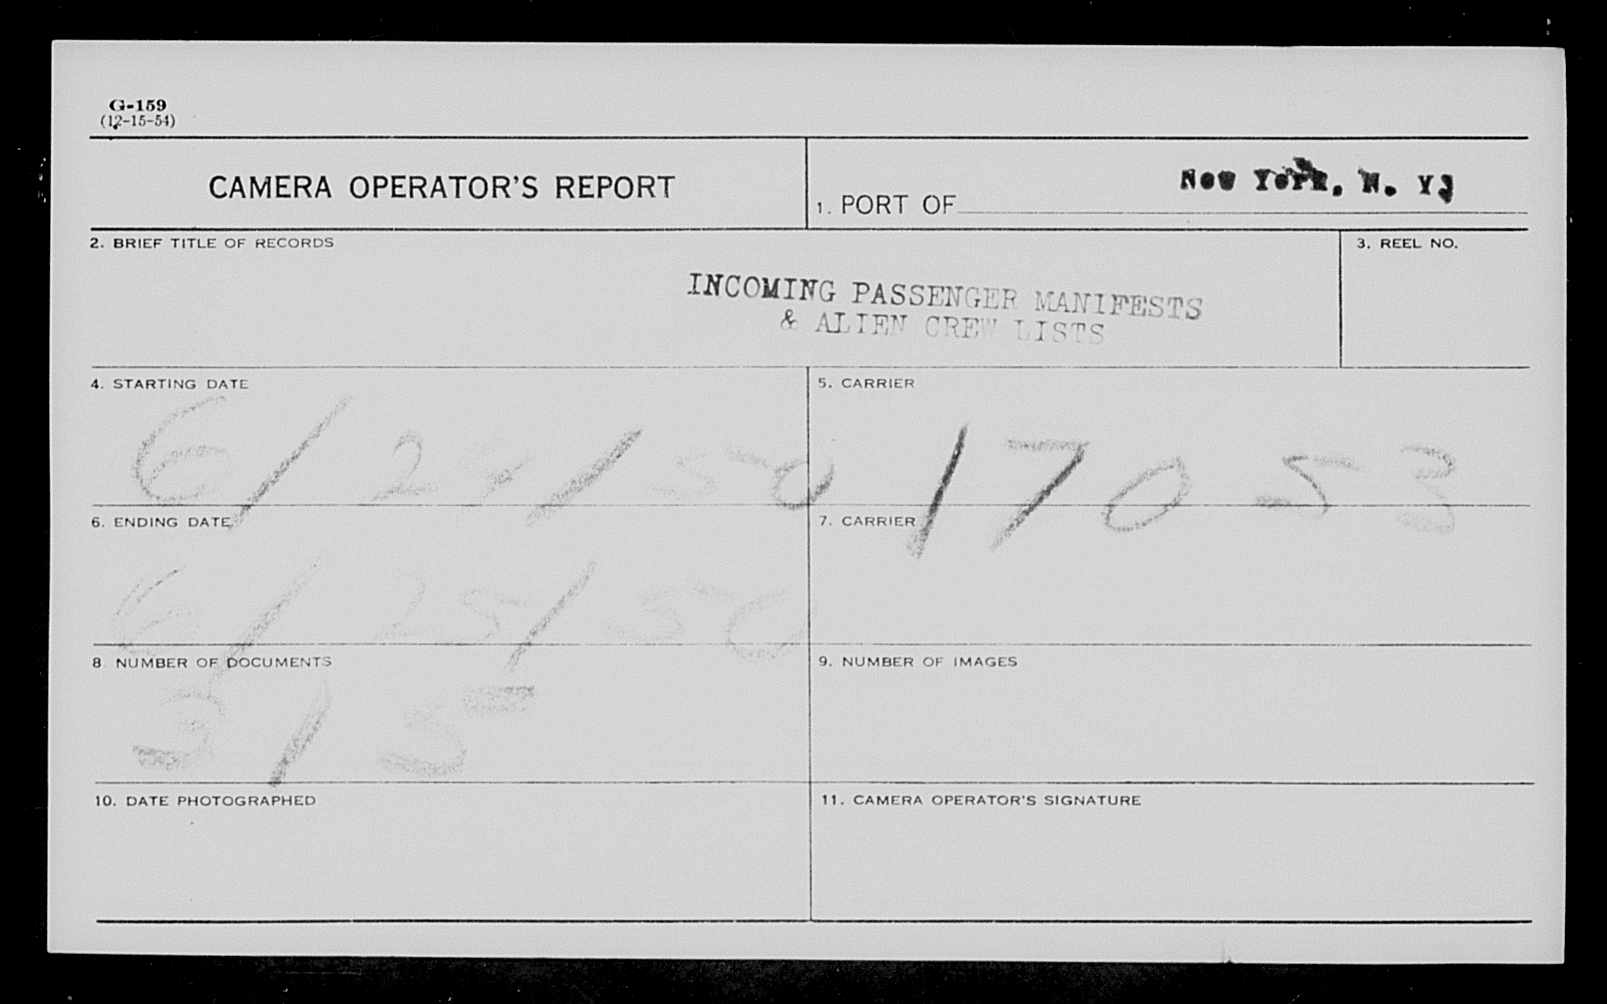 G-159
(12-15-54)
CAMERA OPERATOR'S REPORT
1. PORT OF New York, N. Y.
2. BRIEF TITLE OF RECORDS
3. REEL NO.
INCOMING PASSENGER MANIFESTS
& ALIEN CREW LISTS
4. STARTING DATE
5. CARRIER
6/24/50
17053
6. ENDING DATE
7. CARRIER
6/25/50
8 NUMBER OF DOCUMENTS
9. NUMBER OF IMAGES
315
10. DATE PHOTOGRAPHED
11. CAMERA OPERATOR'S SIGNATURE